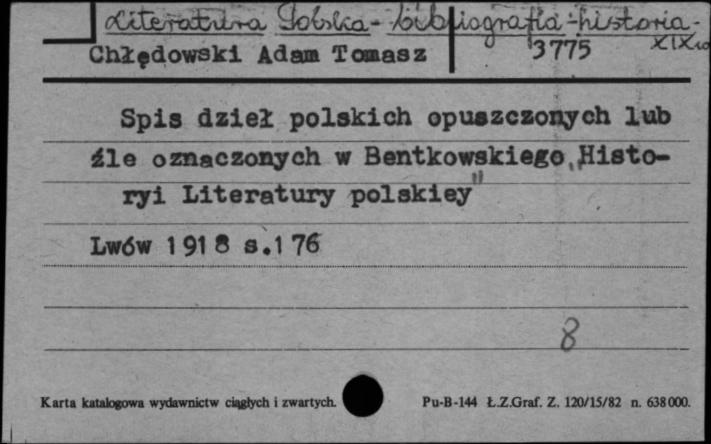 Literatura Polska - bibliografia - historia - XIX w
Chłędowski Adam Tomasz 3775
Spis dzieł polskich opuszczonych lub
źle oznaczonych w Bentkowskiego „Histo-
ryi Literatury polskiey"
Lwów 1918 s.176
8
Karta katalogowa wydawnictw ciągłych i zwartych. Pu-B-144 Ł.Z.Graf. Z. 120/15/82 n. 638000.